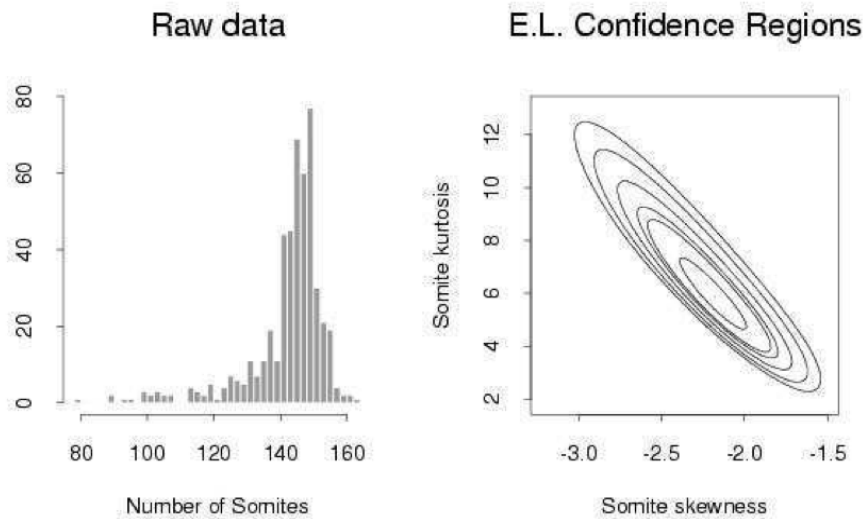 Raw data
80
60
40
20
0
80 100 120 140 160
Number of Somites
E.L. Confidence Regions
Somite kurtosis
12
10
8
6
4
2
-3.0 -2.5 -2.0 -1.5
Somite skewness